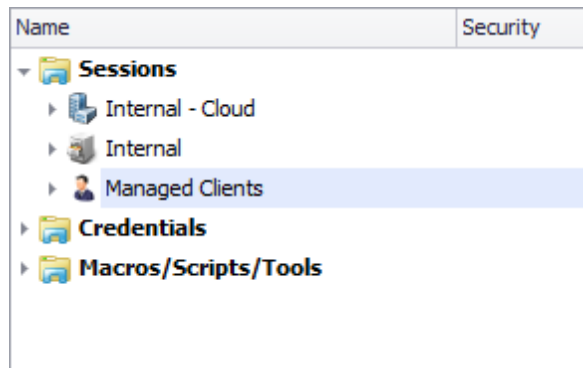 Name Security
Sessions
Internal - Cloud
Internal
Managed Clients
Credentials
Macros/Scripts/Tools